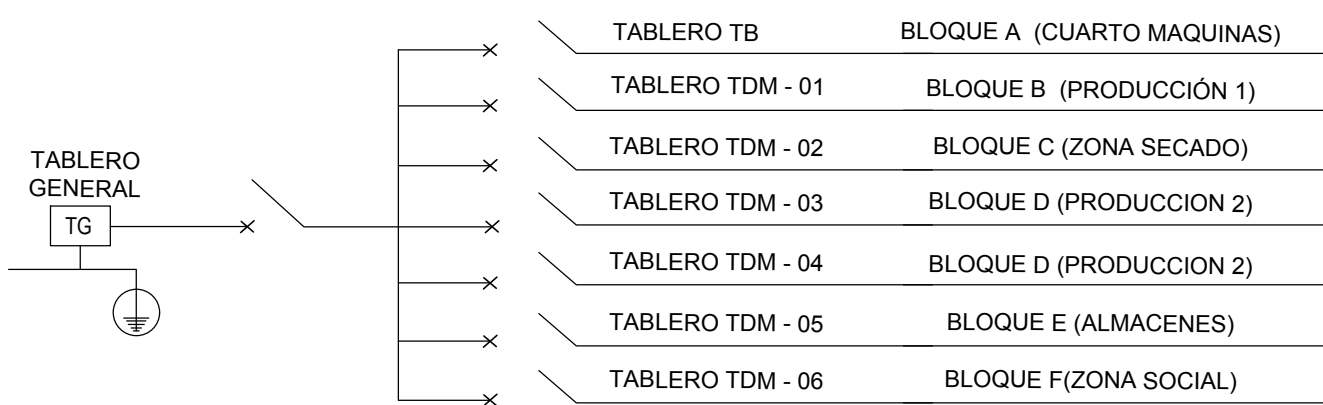 TABLERO TB BLOQUE A (CUARTO MAQUINAS)
TABLERO TDM - 01 BLOQUE B (PRODUCCIÓN 1)
TABLERO TDM - 02 BLOQUE C (ZONA SECADO)
TABLERO
GENERAL
TG
TABLERO TDM - 03 BLOQUE D (PRODUCCION 2)
TABLERO TDM - 04 BLOQUE D (PRODUCCION 2)
TABLERO TDM - 05 BLOQUE E (ALMACENES)
TABLERO TDM - 06 BLOQUE F(ZONA SOCIAL)